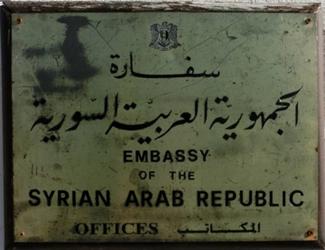 سفارة
الجمهورية العربية السورية
EMBASSY
OF THE
SYRIAN ARAB REPUBLIC
OFFICES المكاتب